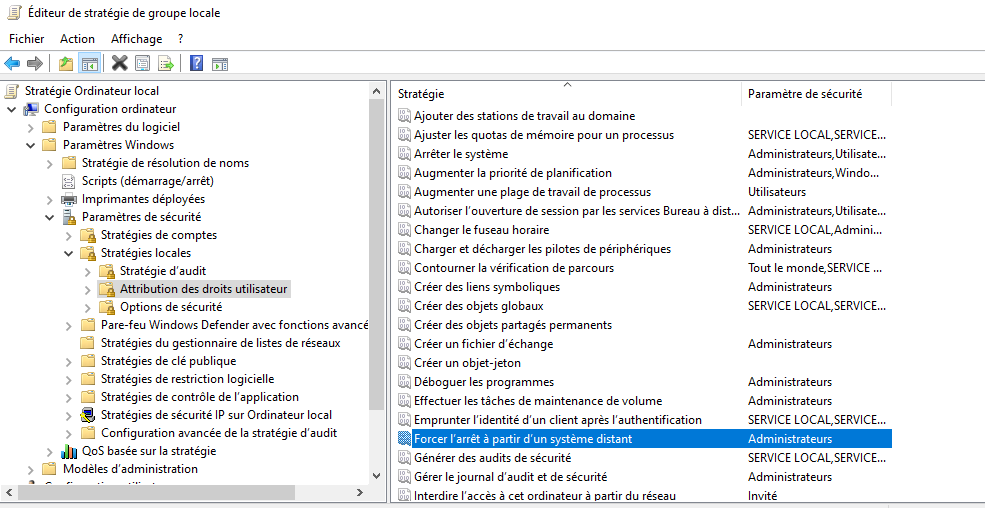 Éditeur de stratégie de groupe locale
Fichier Action Affichage ?
Stratégie Ordinateur local
Configuration ordinateur
Paramètres du logiciel
Paramètres Windows
Stratégie de résolution de noms
Scripts (démarrage/arrêt)
Imprimantes déployées
Paramètres de sécurité
Stratégies de comptes
Stratégies locales
Stratégie d'audit
Attribution des droits utilisateur
Options de sécurité
Pare-feu Windows Defender avec fonctions avancé
Stratégies du gestionnaire de listes de réseaux
Stratégies de clé publique
Stratégies de restriction logicielle
Stratégies de contrôle de l'application
Stratégies de sécurité IP sur Ordinateur local
Configuration avancée de la stratégie d'audit
QoS basée sur la stratégie
Modèles d'administration
Stratégie Paramètre de sécurité
Ajouter des stations de travail au domaine
Ajuster les quotas de mémoire pour un processus SERVICE LOCAL,SERVICE...
Arrêter le système Administrateurs,Utilisate...
Augmenter la priorité de planification Administrateurs,Windo...
Augmenter une plage de travail de processus Utilisateurs
Autoriser l'ouverture de session par les services Bureau à dist... Administrateurs,Utilisate...
Changer le fuseau horaire SERVICE LOCAL,Admini...
Charger et décharger les pilotes de périphériques Administrateurs
Contourner la vérification de parcours Tout le monde,SERVICE ...
Créer des liens symboliques Administrateurs
Créer des objets globaux SERVICE LOCAL,SERVICE...
Créer des objets partagés permanents
Créer un fichier d'échange Administrateurs
Créer un objet-jeton
Déboguer les programmes Administrateurs
Effectuer les tâches de maintenance de volume Administrateurs
Emprunter l'identité d'un client après l'authentification SERVICE LOCAL,SERVICE...
Forcer l'arrêt à partir d'un système distant Administrateurs
Générer des audits de sécurité SERVICE LOCAL,SERVICE...
Gérer le journal d'audit et de sécurité Administrateurs
Interdire l'accès à cet ordinateur à partir du réseau Invité